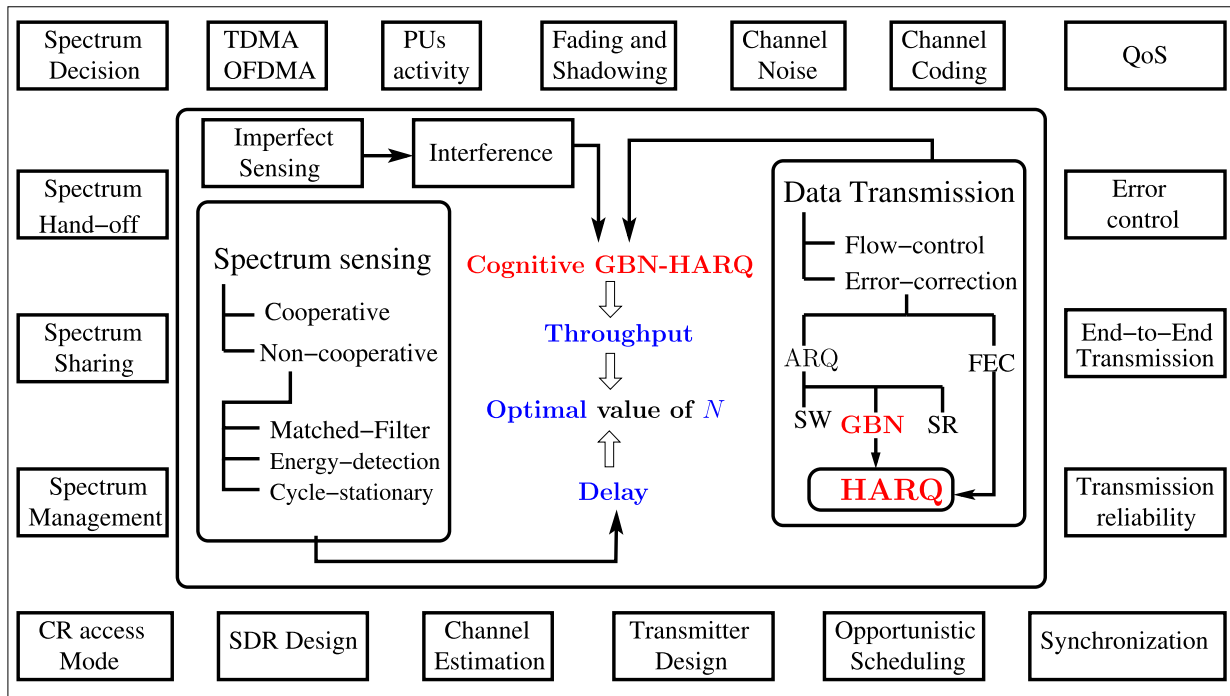 Spectrum
Decision
TDMA
OFDMA
PUs
activity
Fading and
Shadowing
Channel
Noise
Channel
Coding
QoS
Spectrum
Hand−off
Spectrum
Sharing
Spectrum
Management
Imperfect
Sensing
Interference
Spectrum sensing
Cooperative
Non−cooperative
Matched−Filter
Energy−detection
Cycle−stationary
Cognitive GBN-HARQ
Throughput
Optimal value of N
Delay
Data Transmission
Flow−control
Error−correction
ARQ
FEC
SW
GBN
SR
HARQ
Error
control
End−to−End
Transmission
Transmission
reliability
CR access
Mode
SDR Design
Channel
Estimation
Transmitter
Design
Opportunistic
Scheduling
Synchronization